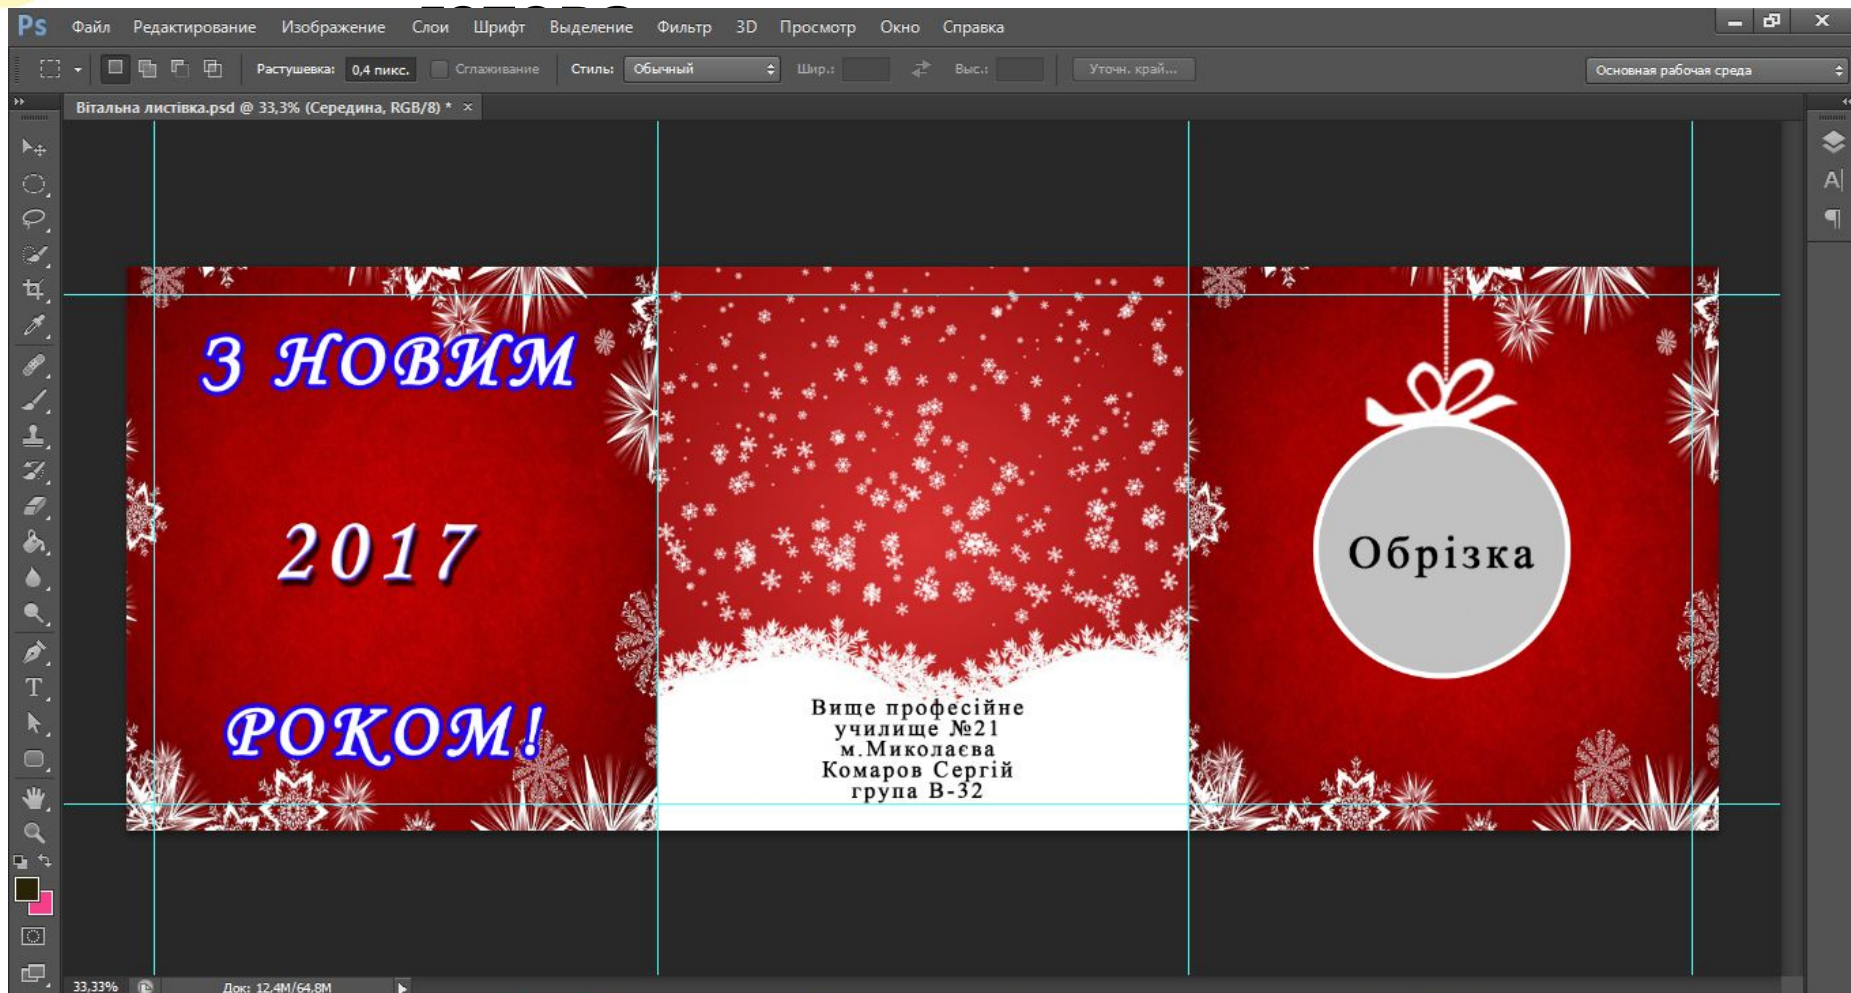 Ps Файл Редактирование Изображение Слои Шрифт Выделение Фильтр 3D Просмотр Окно Справка
Растушевка: 0,4 пикс. Сглаживание Стиль: Обычный Шир.: Выс.: Уточн. край... Основная рабочая среда
Вітальна листівка.psd @ 33,3% (Середина, RGB/8) * ×
З НОВИМ
2017
РОКОМ!
Вище професійне
училище №21
м.Миколаєва
Комаров Сергій
група В-32
Обрізка
33,33% Док: 12,4M/64,8M